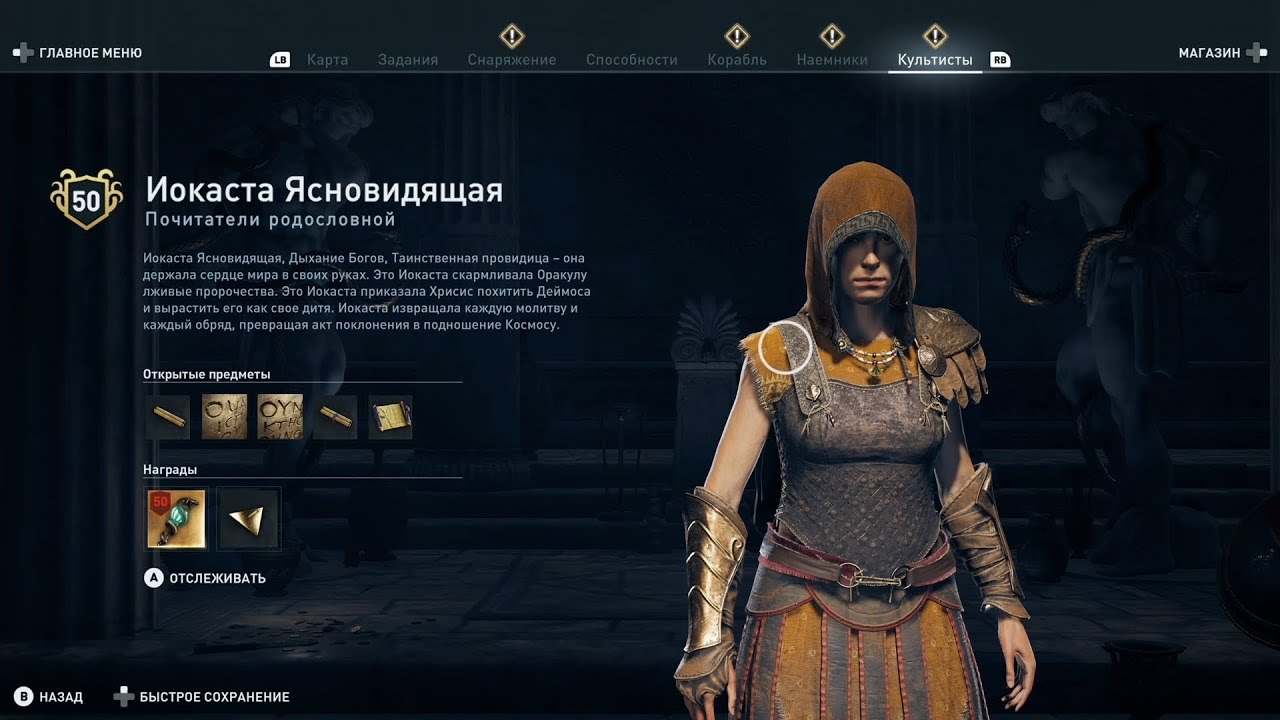 ГЛАВНОЕ МЕНЮ
LB Карта Задания Снаряжение Способности Корабль Наемники Культисты RB
МАГАЗИН
50
Иокаста Ясновидящая
Почитатели родословной
Иокаста Ясновидящая, Дыхание Богов, Таинственная провидица – она
держала сердце мира в своих руках. Это Иокаста скармливала Оракулу
лживые пророчества. Это Иокаста приказала Хрисис похитить Деймоса
и вырастить его как свое дитя. Иокаста извращала каждую молитву и
каждый обряд, превращая акт поклонения в подношение Космосу.
Открытые предметы
Награды
50
A ОТСЛЕЖИВАТЬ
B НАЗАД
БЫСТРОЕ СОХРАНЕНИЕ